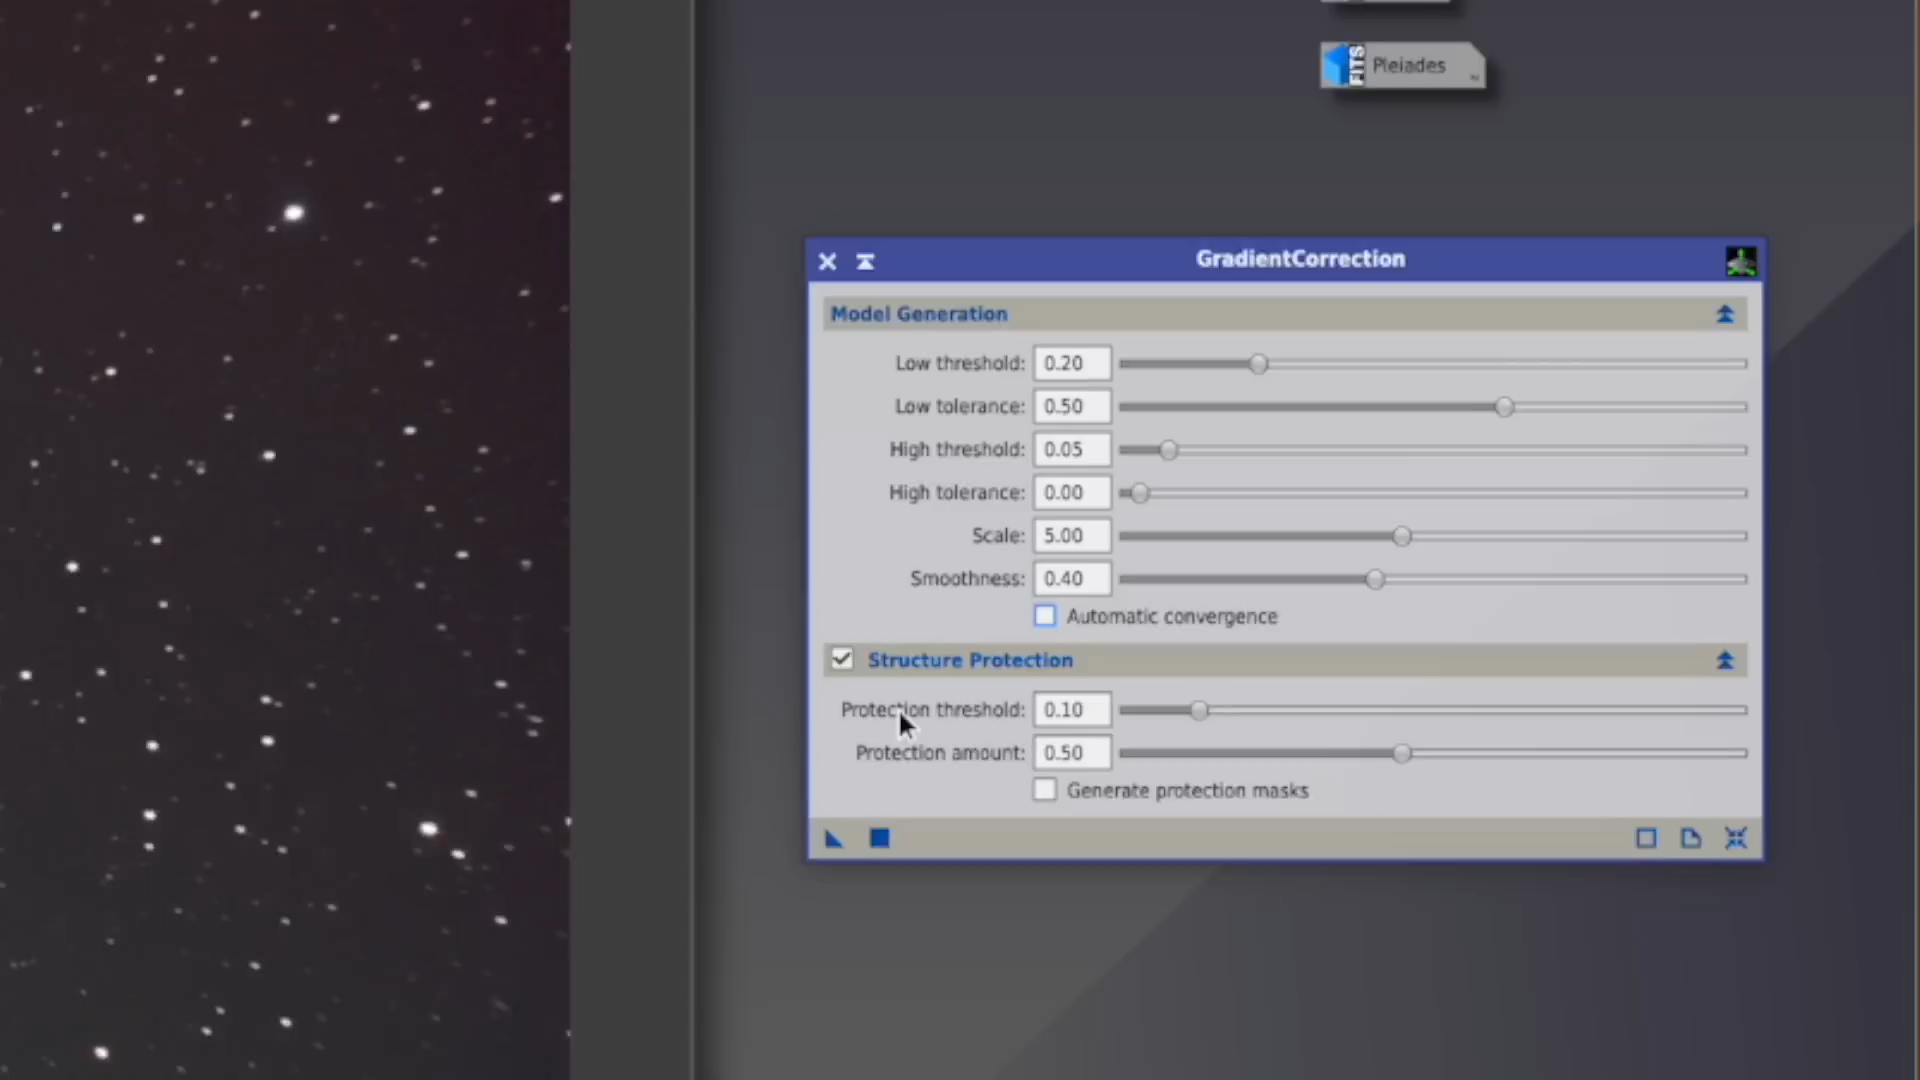 FITS Pleiades
GradientCorrection
Model Generation
Low threshold: 0.20
Low tolerance: 0.50
High threshold: 0.05
High tolerance: 0.00
Scale: 5.00
Smoothness: 0.40
Automatic convergence
Structure Protection
Protection threshold: 0.10
Protection amount: 0.50
Generate protection masks